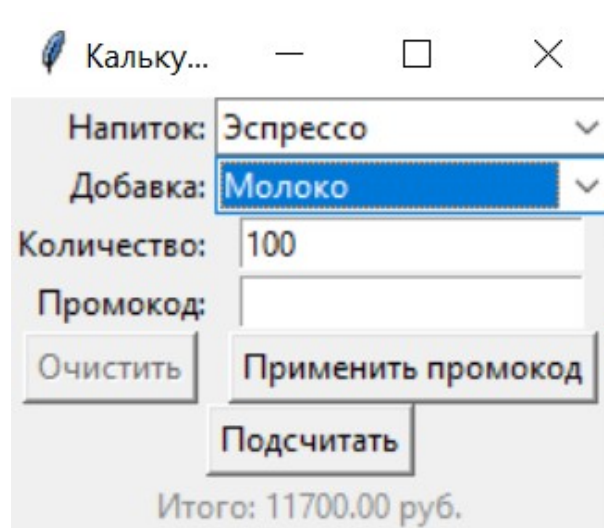 Кальку...
Напиток: Эспрессо
Добавка: Молоко
Количество: 100
Промокод:
Очистить Применить промокод
Подсчитать
Итого: 11700.00 руб.